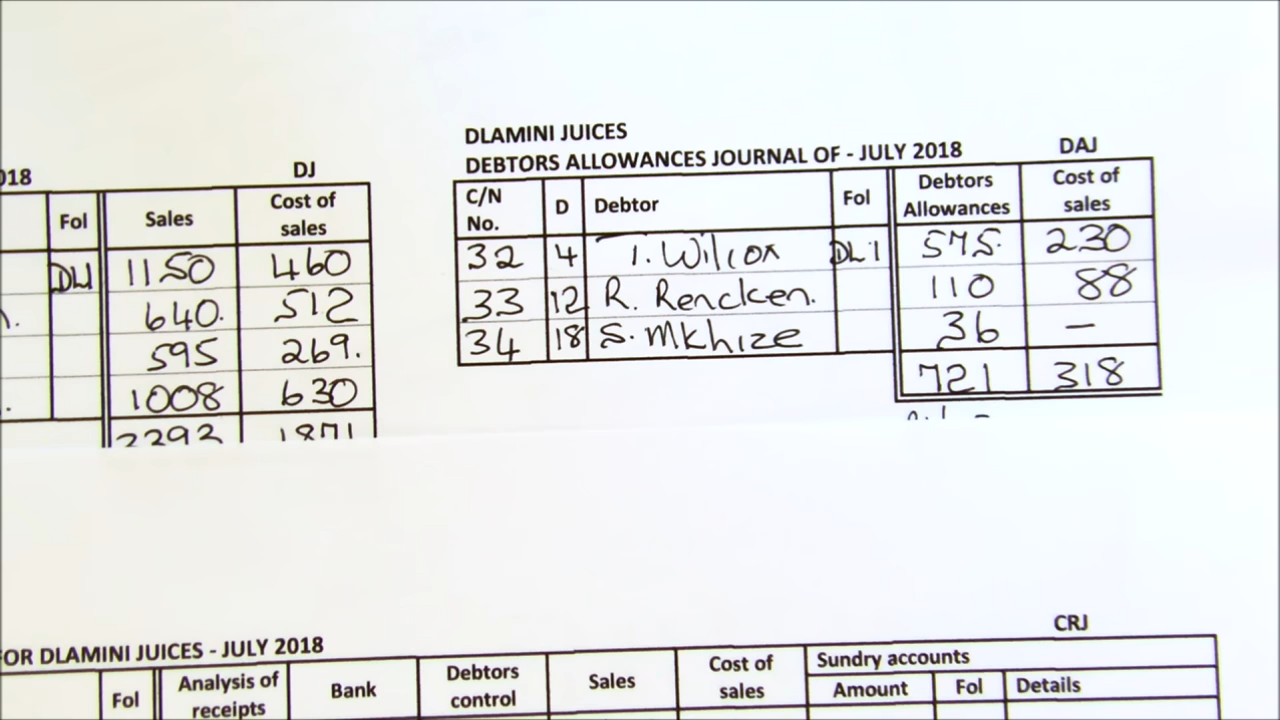 DLAMINI JUICES
DEBTORS ALLOWANCES JOURNAL OF - JULY 2018 DAJ
C/N No. D Debtor Fol Debtors Allowances Cost of sales
32 4 T. Wilcox DL1 575. 230
33 12 R. Rencken. 110 88
34 18 S. Mkhize 36 –
721 318
018 DJ
Fol Sales Cost of sales
DL1 1150 460
640. 512
595 269.
1008 630
1871
OR DLAMINI JUICES - JULY 2018 CRJ
Fol Analysis of receipts Bank Debtors control Sales Cost of sales Sundry accounts
Amount Fol Details